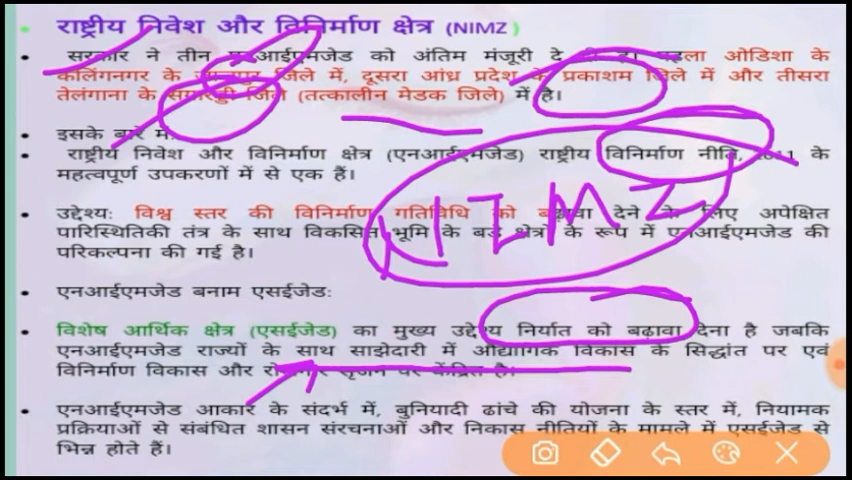 राष्ट्रीय निवेश और विनिर्माण क्षेत्र (NIMZ)
सरकार ने तीन को अंतिम मंजूरी दे ओडिशा के
कलिंगनगर के जिले में, दूसरा आंध्र प्रदेश के प्रकाशम जिले में और तीसरा
तेलंगाना के जिले (तत्कालीन मेडक जिले) में है।
इसके बारे में:
राष्ट्रीय निवेश और विनिर्माण क्षेत्र (एनआईएमजेड) राष्ट्रीय विनिर्माण नीति, 2011 के
महत्वपूर्ण उपकरणों में से एक हैं।
NIMZ
उद्देश्य: विश्व स्तर की विनिर्माण गतिविधि को बढ़ावा देने के लिए अपेक्षित
पारिस्थितिकी तंत्र के साथ विकसित भूमि के बड़े क्षेत्रों के रूप में एनआईएमजेड की
परिकल्पना की गई है।
एनआईएमजेड बनाम एसईजेड:
विशेष आर्थिक क्षेत्र (एसईजेड) का मुख्य उद्देश्य निर्यात को बढ़ावा देना है जबकि
एनआईएमजेड राज्यों के साथ साझेदारी में औद्योगिक विकास के सिद्धांत पर एवं
विनिर्माण विकास और रोजगार सृजन पर केंद्रित है।
एनआईएमजेड आकार के संदर्भ में, बुनियादी ढांचे की योजना के स्तर में, नियामक
प्रक्रियाओं से संबंधित शासन संरचनाओं और निकास नीतियों के मामले में एसईजेड से
भिन्न होते हैं।